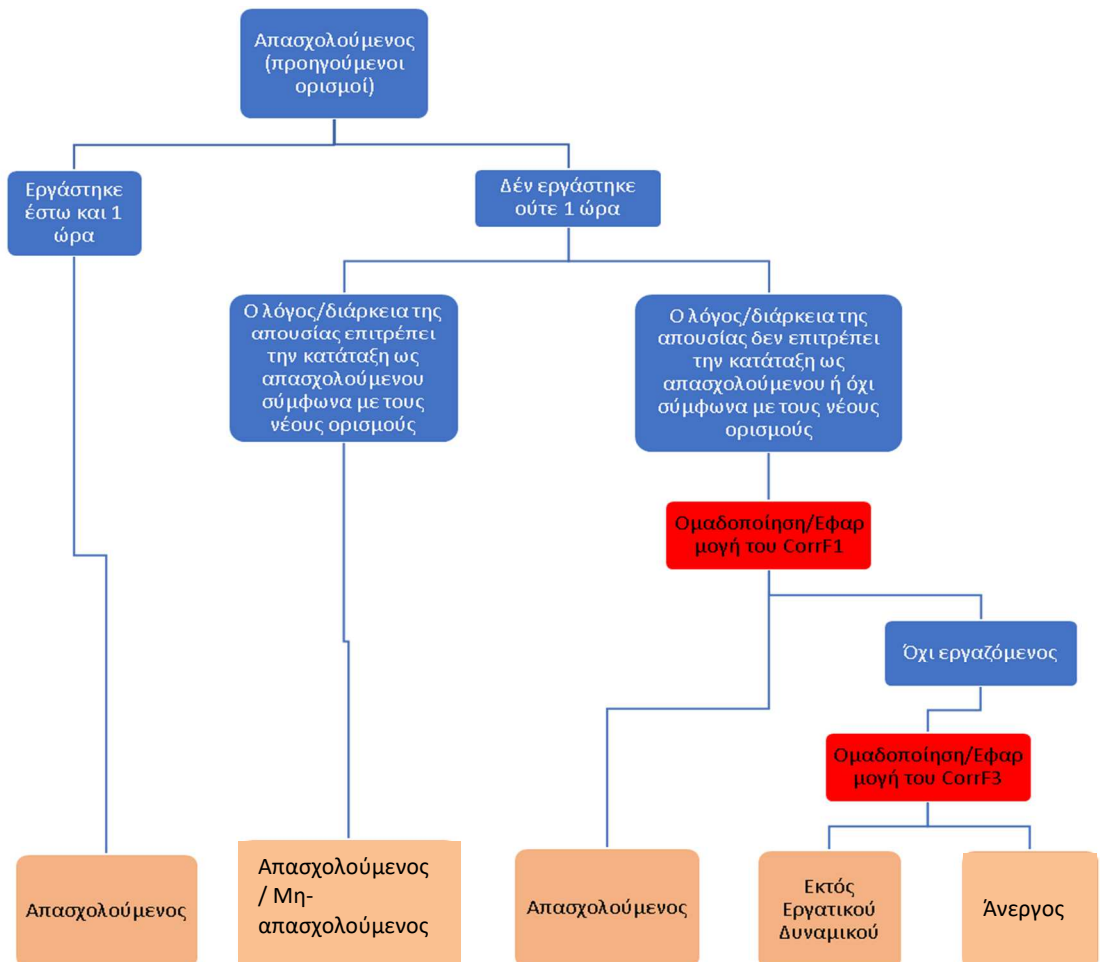 Απασχολούμενος
(προηγούμενοι
ορισμοί)
Εργάστηκε
έστω και 1
ώρα
Δέν εργάστηκε
ούτε 1 ώρα
Ο λόγος/διάρκεια της
απουσίας επιτρέπει
την κατάταξη ως
απασχολούμενου
σύμφωνα με τους
νέους ορισμούς
Ο λόγος/διάρκεια της
απουσίας δεν επιτρέπει
την κατάταξη ως
απασχολούμενου ή όχι
σύμφωνα με τους νέους
ορισμούς
Ομαδοποίηση/Εφαρ
μογή του CorrF1
Όχι εργαζόμενος
Ομαδοποίηση/Εφαρ
μογή του CorrF3
Απασχολούμενος
Απασχολούμενος
/ Μη-
απασχολούμενος
Απασχολούμενος
Εκτός
Εργατικού
Δυναμικού
Άνεργος